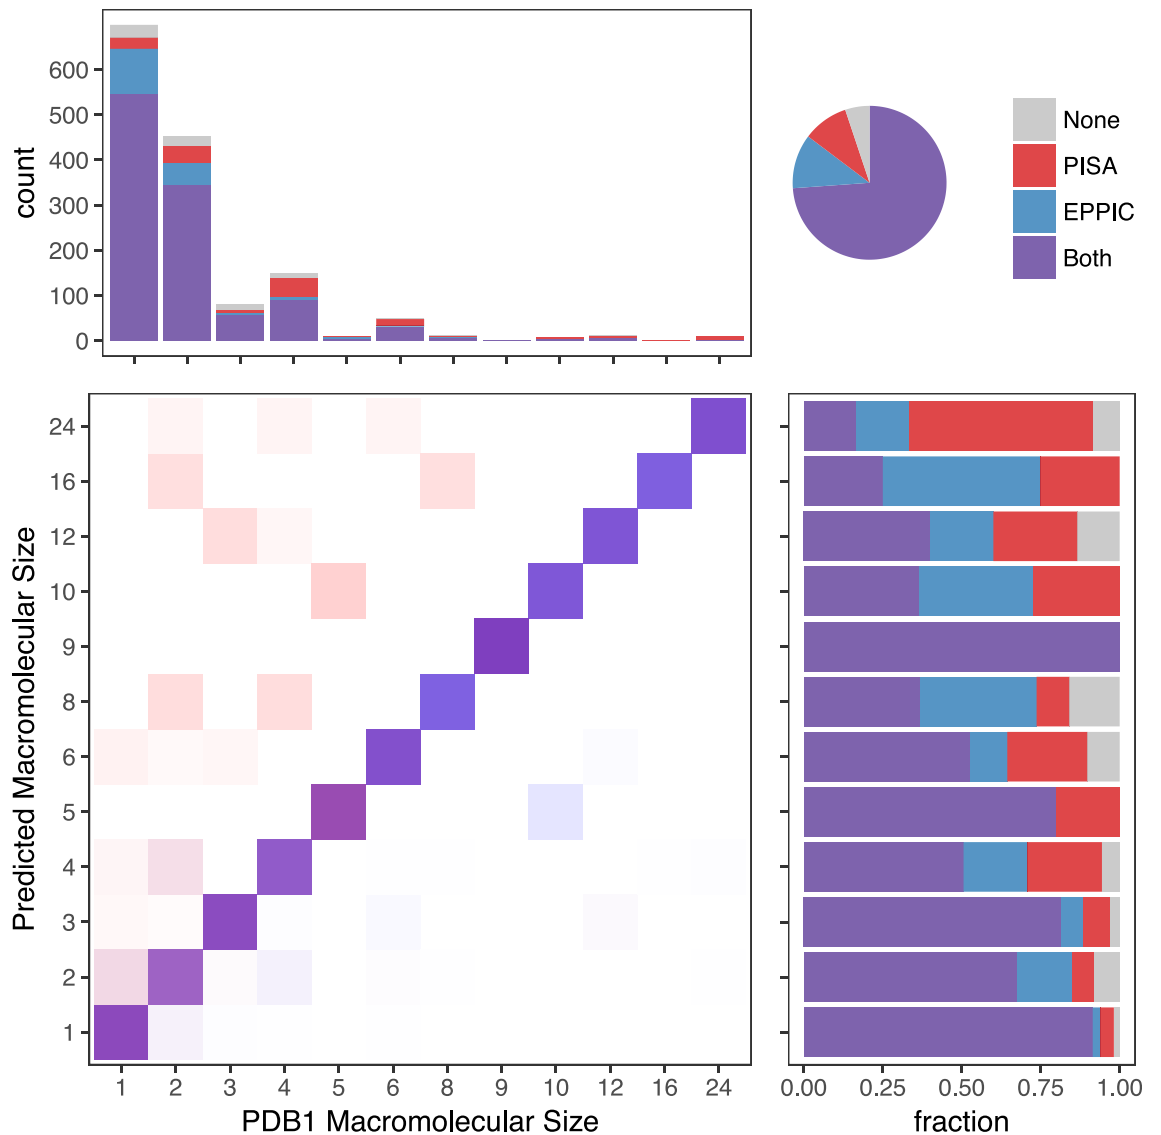 600
500
400
300
200
100
0
count
None
PISA
EPPIC
Both
24
16
12
10
9
8
6
5
4
3
2
1
Predicted Macromolecular Size
1 2 3 4 5 6 8 9 10 12 16 24
PDB1 Macromolecular Size
0.00 0.25 0.50 0.75 1.00
fraction